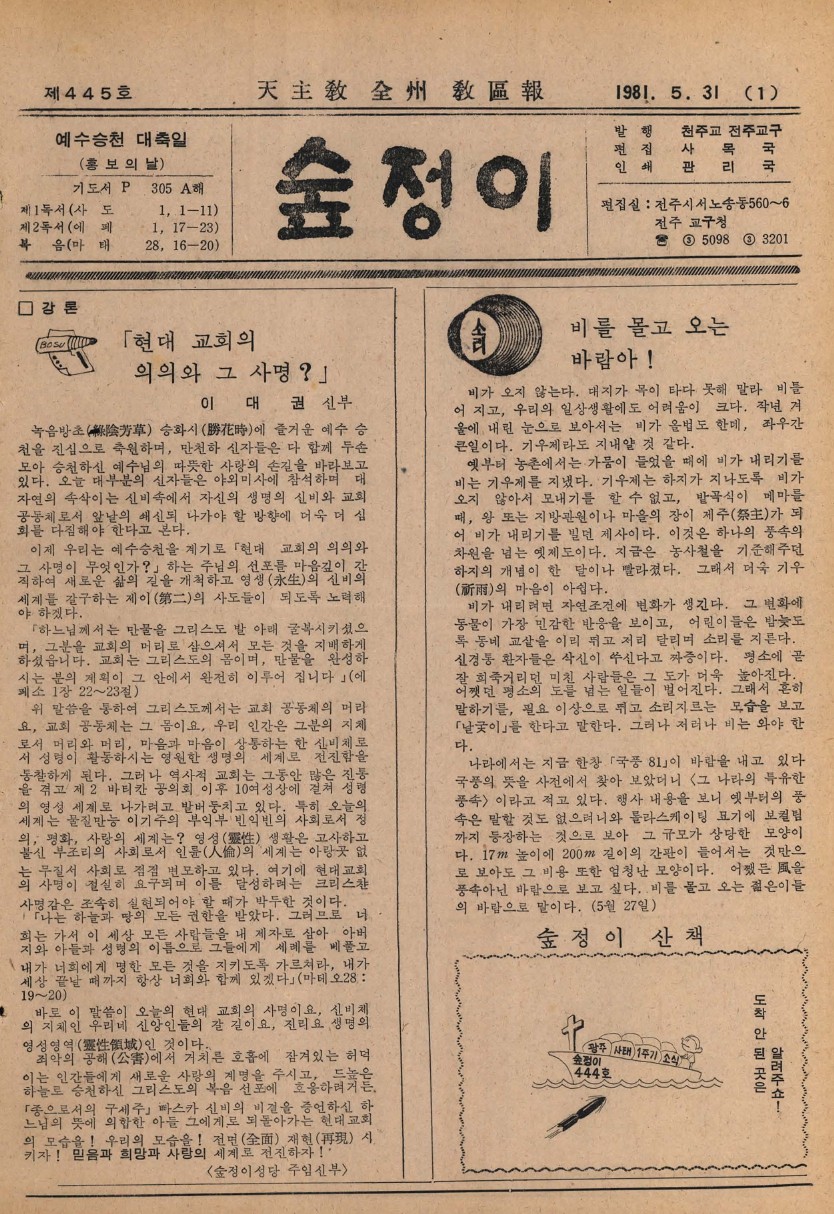 제445호
天主敎 全州 敎區報
1981. 5. 31 (1)
예수승천 대축일
(홍보의 날)
기도서 P 305 A해
제1독서(사 도 1, 1—11)
제2독서(에 페 1, 17—23)
복 음(마 태 28, 16—20)
숲정이
발 행 천주교 전주교구
편 집 사 목 국
인 쇄 관 리 국
편집실 : 전주시서노송동560~6
전주 교구청
☎ ③ 5098 ③ 3201
□ 강 론
BOSU
「현대 교회의
의의와 그 사명?」
이 대 권 신부
녹음방초(綠陰芳草) 승화시(勝花時)에 즐거운 예수 승
천을 진심으로 축원하며, 만천하 신자들은 다 함께 두손
모아 승천하신 예수님의 따뜻한 사랑의 손길을 바라보고
있다. 오늘 대부분의 신자들은 야외미사에 참석하며 대
자연의 속삭이는 신비속에서 자신의 생명의 신비와 교회
공동체로서 앞날의 쇄신되 나가야 할 방향에 더욱 더 심
회를 다짐해야 한다고 본다.
이제 우리는 예수승천을 계기로 「현대 교회의 의의와
그 사명이 무엇인가?」 하는 주님의 선포를 마음깊이 간
직하여 새로운 삶의 길을 개척하고 영생(永生)의 신비의
세계를 갈구하는 제이(第二)의 사도들이 되도록 노력해
야 하겠다.
「하느님께서는 만물을 그리스도 발 아래 굴복시키셨으
며, 그분을 교회의 머리로 삼으셔서 모든 것을 지배하게
하셨읍니다. 교회는 그리스도의 몸이며, 만물을 완성하
시는 분의 계획이 그 안에서 완전히 이루어 집니다」(에
페소 1장 22~23절)
위 말씀을 통하여 그리스도께서는 교회 공동체의 머리
요, 교회 공동체는 그 몸이요, 우리 인간은 그분의 지체
로서 머리와 머리, 마음과 마음이 상통하는 한 신비체로
서 성령이 활동하시는 영원한 생명의 세계로 전진함을
통찰하게 된다. 그러나 역사적 교회는 그동안 많은 진통
을 겪고 제2 바티칸 공의회 이후 10여성상에 걸쳐 성령
의 영성 세계로 나가려고 발버둥치고 있다. 특히 오늘의
세계는 물질만능 이기주의 부익부 빈익빈의 사회로서 정
의, 평화, 사랑의 세계는? 영성(靈性) 생활은 고사하고
불신 부조리의 사회로서 인륜(人倫)의 세계는 아랑곳 없
는 무질서 사회로 점점 변모하고 있다. 여기에 현대교회
의 사명이 절실히 요구되며 이를 달성하려는 크리스챤
사명감은 조속히 실현되어야 할 때가 박두한 것이다.
「나는 하늘과 땅의 모든 권한을 받았다. 그러므로 너
희는 가서 이 세상 모든 사람들을 내 제자로 삼아 아버
지와 아들과 성령의 이름으로 그들에게 세례를 베풀고
내가 너희에게 명한 모든 것을 지키도록 가르쳐라, 내가
세상 끝날 때까지 항상 너희와 함께 있겠다」(마테오28 :
19~20)
바로 이 말씀이 오늘의 현대 교회의 사명이요, 신비체
의 지체인 우리네 신앙인들의 갈 길이요, 진리요 생명의
영성영역(靈性領域)인 것이다.
죄악의 공해(公害)에서 거치른 호흡에 잠겨있는 허덕
이는 인간들에게 새로운 사랑의 계명을 주시고, 드높은
하늘로 승천하신 그리스도의 복음 선포에 호응하려거든,
「종으로서의 구세주」 빠스카 신비의 비결을 증언하신 하
느님의 뜻에 의합한 아들 그에게로 되돌아가는 현대교회
의 모습을! 우리의 모습을! 전면(全面) 재현(再現) 시
키자! 믿음과 희망과 사랑의 세계로 전진하자!
〈숲정이성당 주임신부〉
소리
비를 몰고 오는
바람아!
비가 오지 않는다. 대지가 목이 타다 못해 말라 비틀
어 지고, 우리의 일상생활에도 어려움이 크다. 작년 겨
울에 내린 눈으로 보아서는 비가 올법도 한데, 좌우간
큰일이다. 기우제라도 지내얄 것 같다.
옛부터 농촌에서는 가뭄이 들었을 때에 비가 내리기를
비는 기우제를 지냈다. 기우제는 하지가 지나도록 비가
오지 않아서 모내기를 할 수 없고, 밭곡식이 메마를
때, 왕 또는 지방관원이나 마을의 장이 제주(祭主)가 되
어 비가 내리기를 빌던 제사이다. 이것은 하나의 풍속의
차원을 넘는 옛제도이다. 지금은 농사철을 기준해주던
하지의 개념이 한 달이나 빨라졌다. 그래서 더욱 기우
(祈雨)의 마음이 아쉽다.
비가 내리려면 자연조건에 변화가 생긴다. 그 변화에
동물이 가장 민감한 반응을 보이고, 어린이들은 밤늦도
록 동네 고샅을 이리 뛰고 저리 달리며 소리를 지른다.
신경통 환자들은 삭신이 쑤신다고 짜증이다. 평소에 곧
잘 희죽거리던 미친 사람들은 그 도가 더욱 높아진다.
어쨋던 평소의 도를 넘는 일들이 벌어진다. 그래서 흔히
말하기를, 필요 이상으로 뛰고 소리지르는 모습을 보고
「날궂이」를 한다고 말한다. 그러나 저러나 비는 와야 한
다.
나라에서는 지금 한창 「국풍 81」이 바람을 내고 있다
국풍의 뜻을 사전에서 찾아 보았더니 〈그 나라의 특유한
풍속〉이라고 적고 있다. 행사 내용을 보니 옛부터의 풍
속은 말할 것도 없으려니와 롤라스케이팅 묘기에 보컬팀
까지 등장하는 것으로 보아 그 규모가 상당한 모양이
다. 17m 높이에 200m 길이의 간판이 들어서는 것만으
로 보아도 그 비용 또한 엄청난 모양이다. 어쨌든 風을
풍속아닌 바람으로 보고 싶다. 비를 몰고 오는 젊은이들
의 바람으로 말이다. (5월 27일)
숲정이 산책
도착 안 된 곳은
알려주쇼!
광주 사태 1주기 소식
숲정이
444호